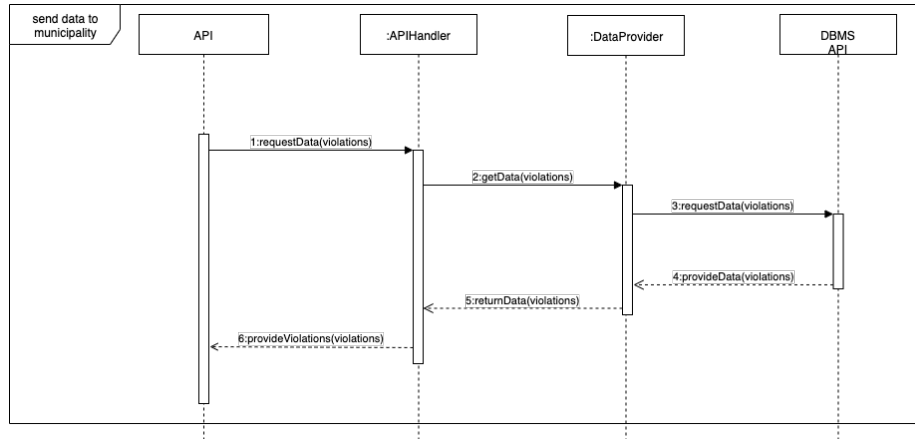 send data to
municipality
API
:APIHandler
:DataProvider
DBMS
API
1:requestData(violations)
2:getData(violations)
3:requestData(violations)
4:provideData(violations)
5:returnData(violations)
6:provideViolations(violations)